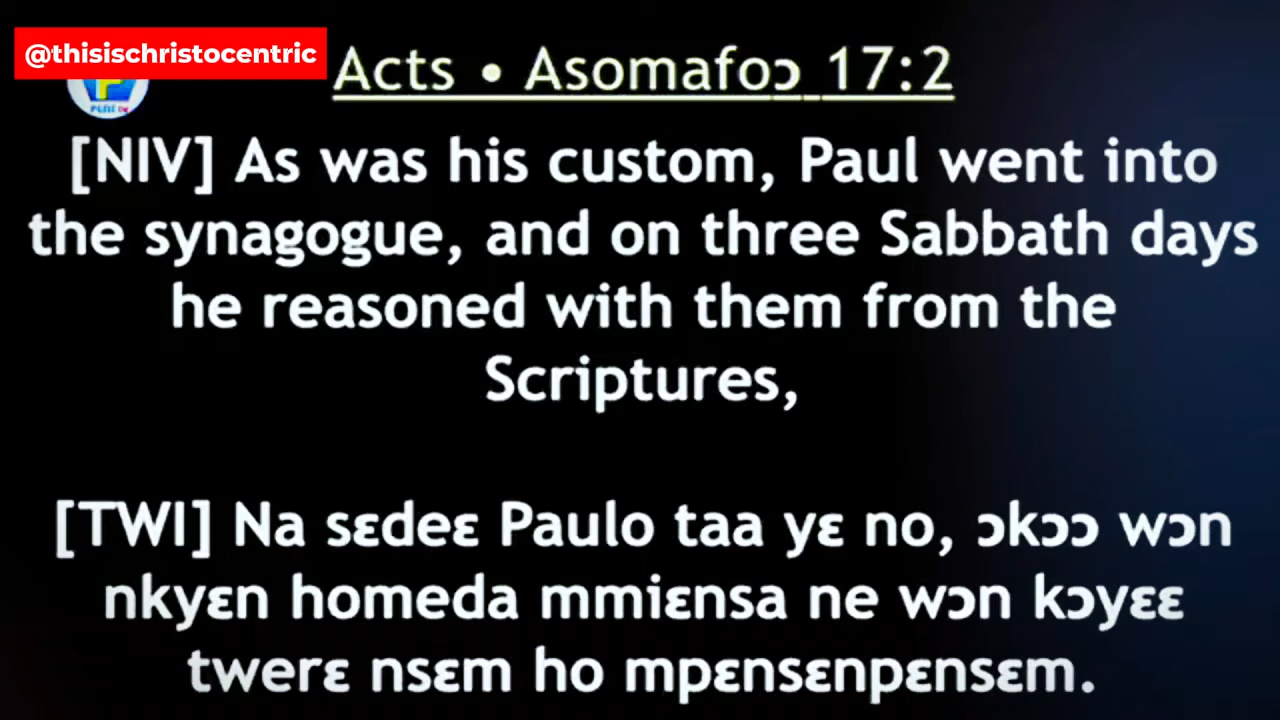 @thisischristocentric
Acts • Asomafoɔ 17:2
[NIV] As was his custom, Paul went into
the synagogue, and on three Sabbath days
he reasoned with them from the
Scriptures,
[TWI] Na sɛdeɛ Paulo taa yɛ no, ɔkɔɔ wɔn
nkyɛn homeda mmiɛnsa ne wɔn kɔyɛɛ
twerɛ nsɛm ho mpɛnsɛnpɛnsɛm.